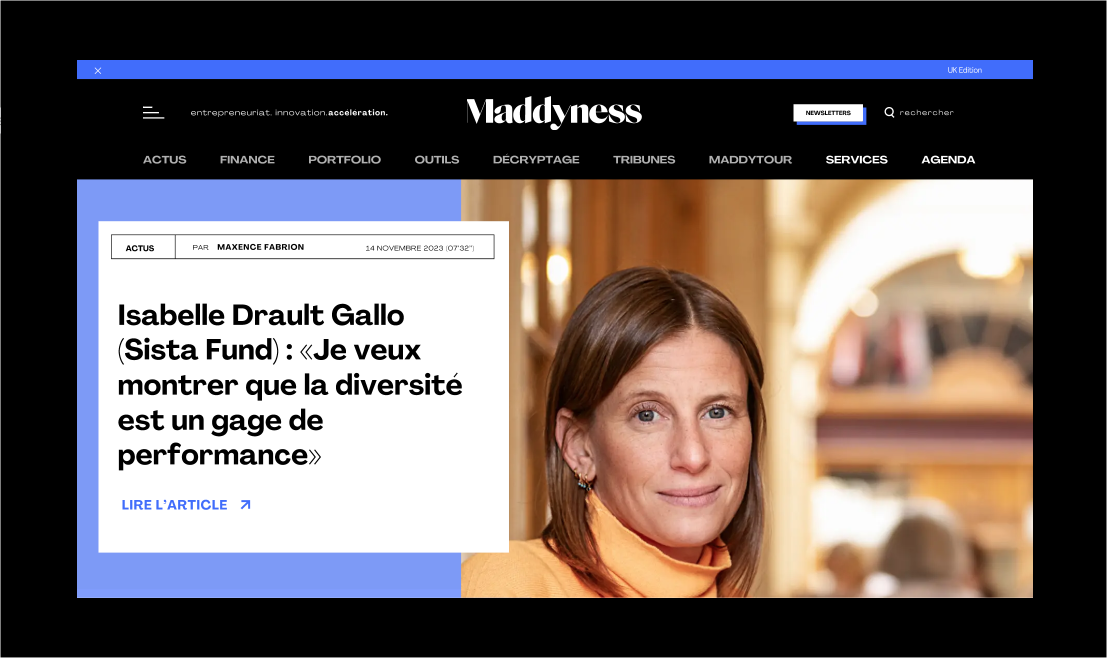 UK Edition
entrepreneuriat. innovation.accéleration.
Maddyness
NEWSLETTERS
rechercher
ACTUS FINANCE PORTFOLIO OUTILS DÉCRYPTAGE TRIBUNES MADDYTOUR SERVICES AGENDA
ACTUS PAR MAXENCE FABRION 14 NOVEMBRE 2023 (07'32")
Isabelle Drault Gallo
(Sista Fund) : «Je veux
montrer que la diversité
est un gage de
performance»
LIRE L'ARTICLE